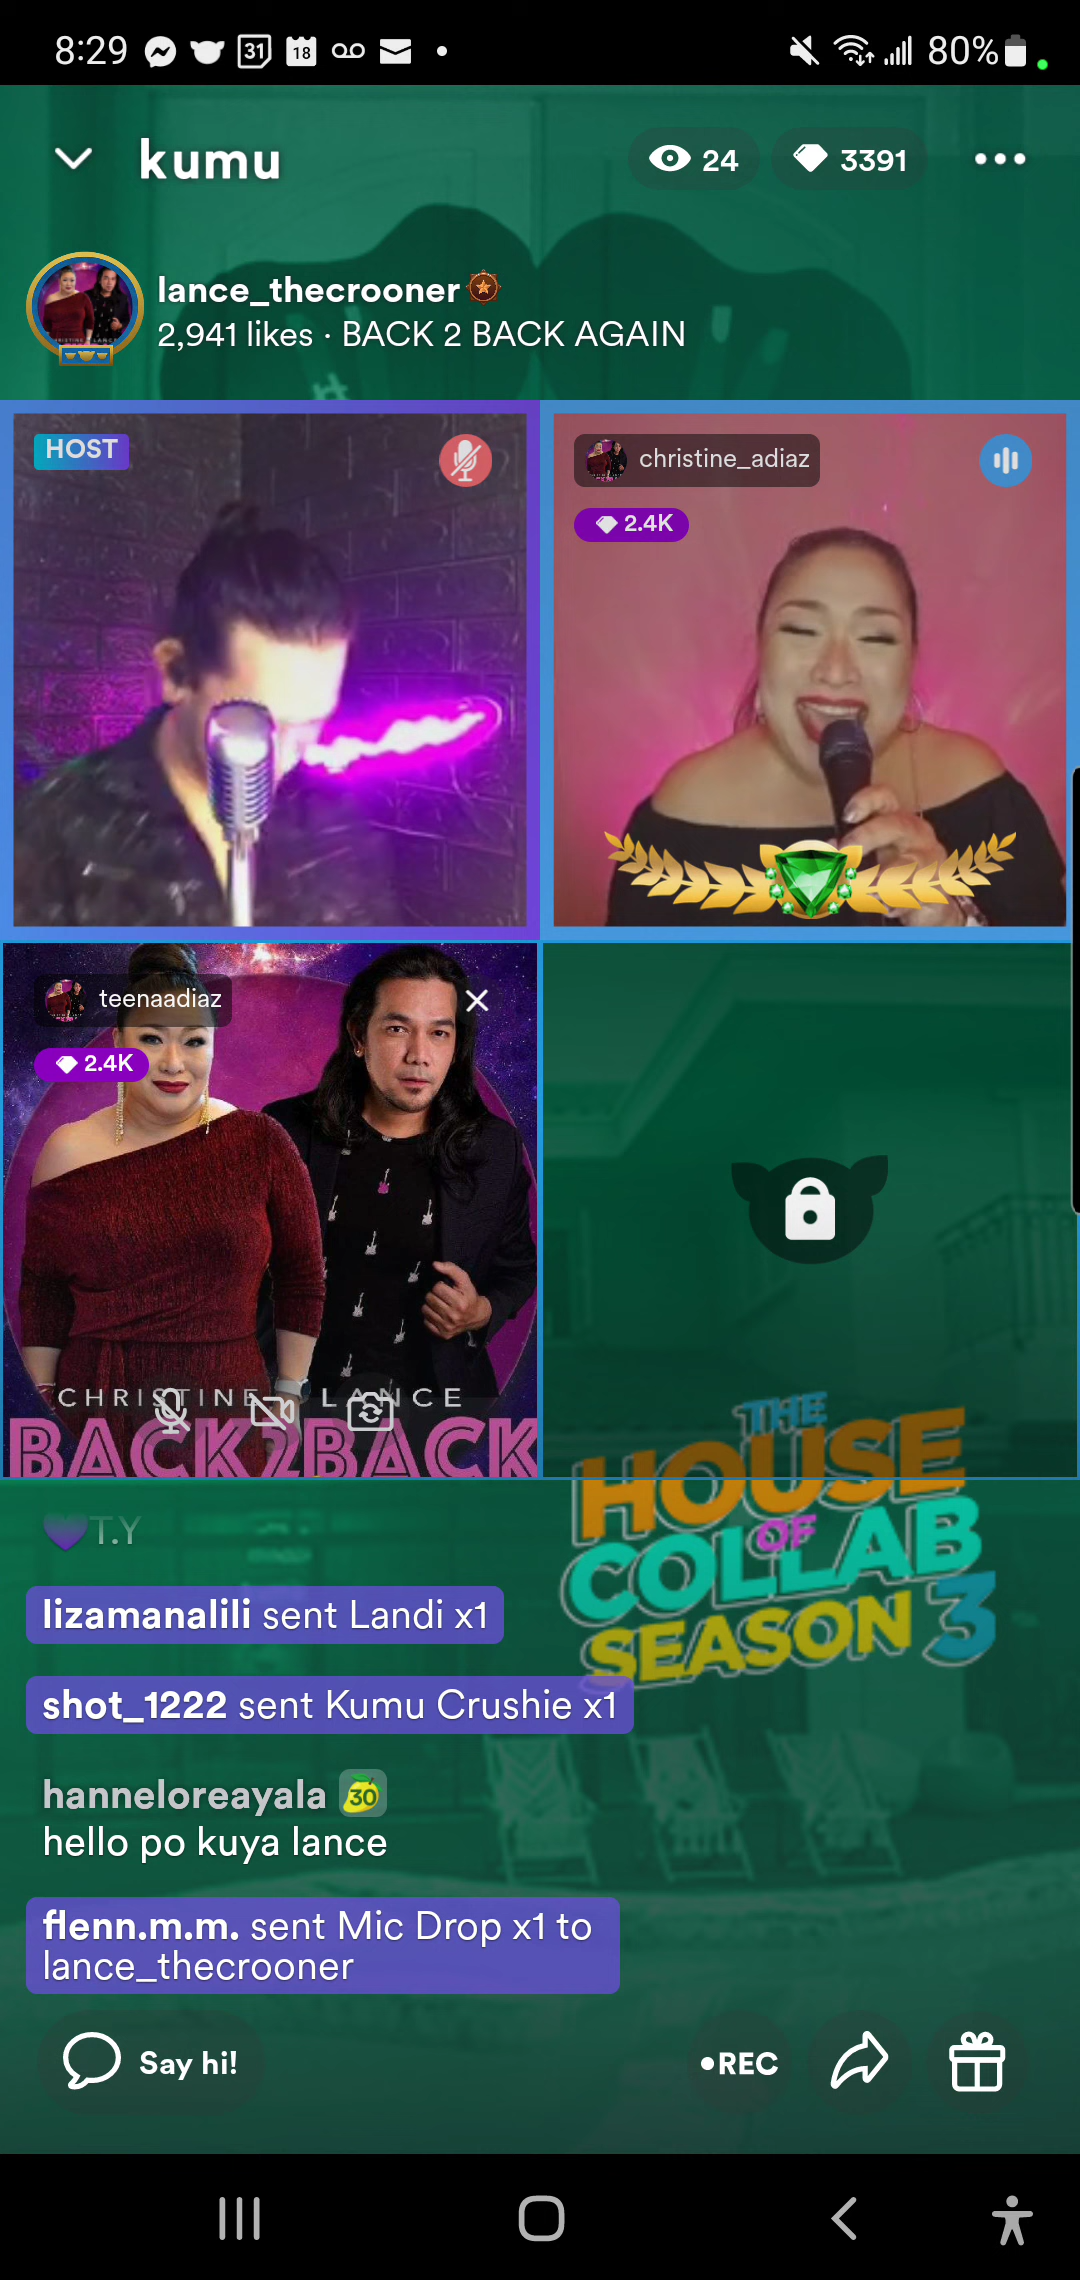 8:29
31
18
80%
kumu
24
3391
lance_thecrooner
2,941 likes · BACK 2 BACK AGAIN
HOST
christine_adiaz
2.4K
teenaadiaz
2.4K
CHRISTINE LANCE
BACK2BACK
THE
HOUSE
OF
COLLAB
SEASON 3
T.Y
lizamanalili sent Landi x1
shot_1222 sent Kumu Crushie x1
hanneloreayala 30
hello po kuya lance
flenn.m.m. sent Mic Drop x1 to
lance_thecrooner
Say hi!
•REC